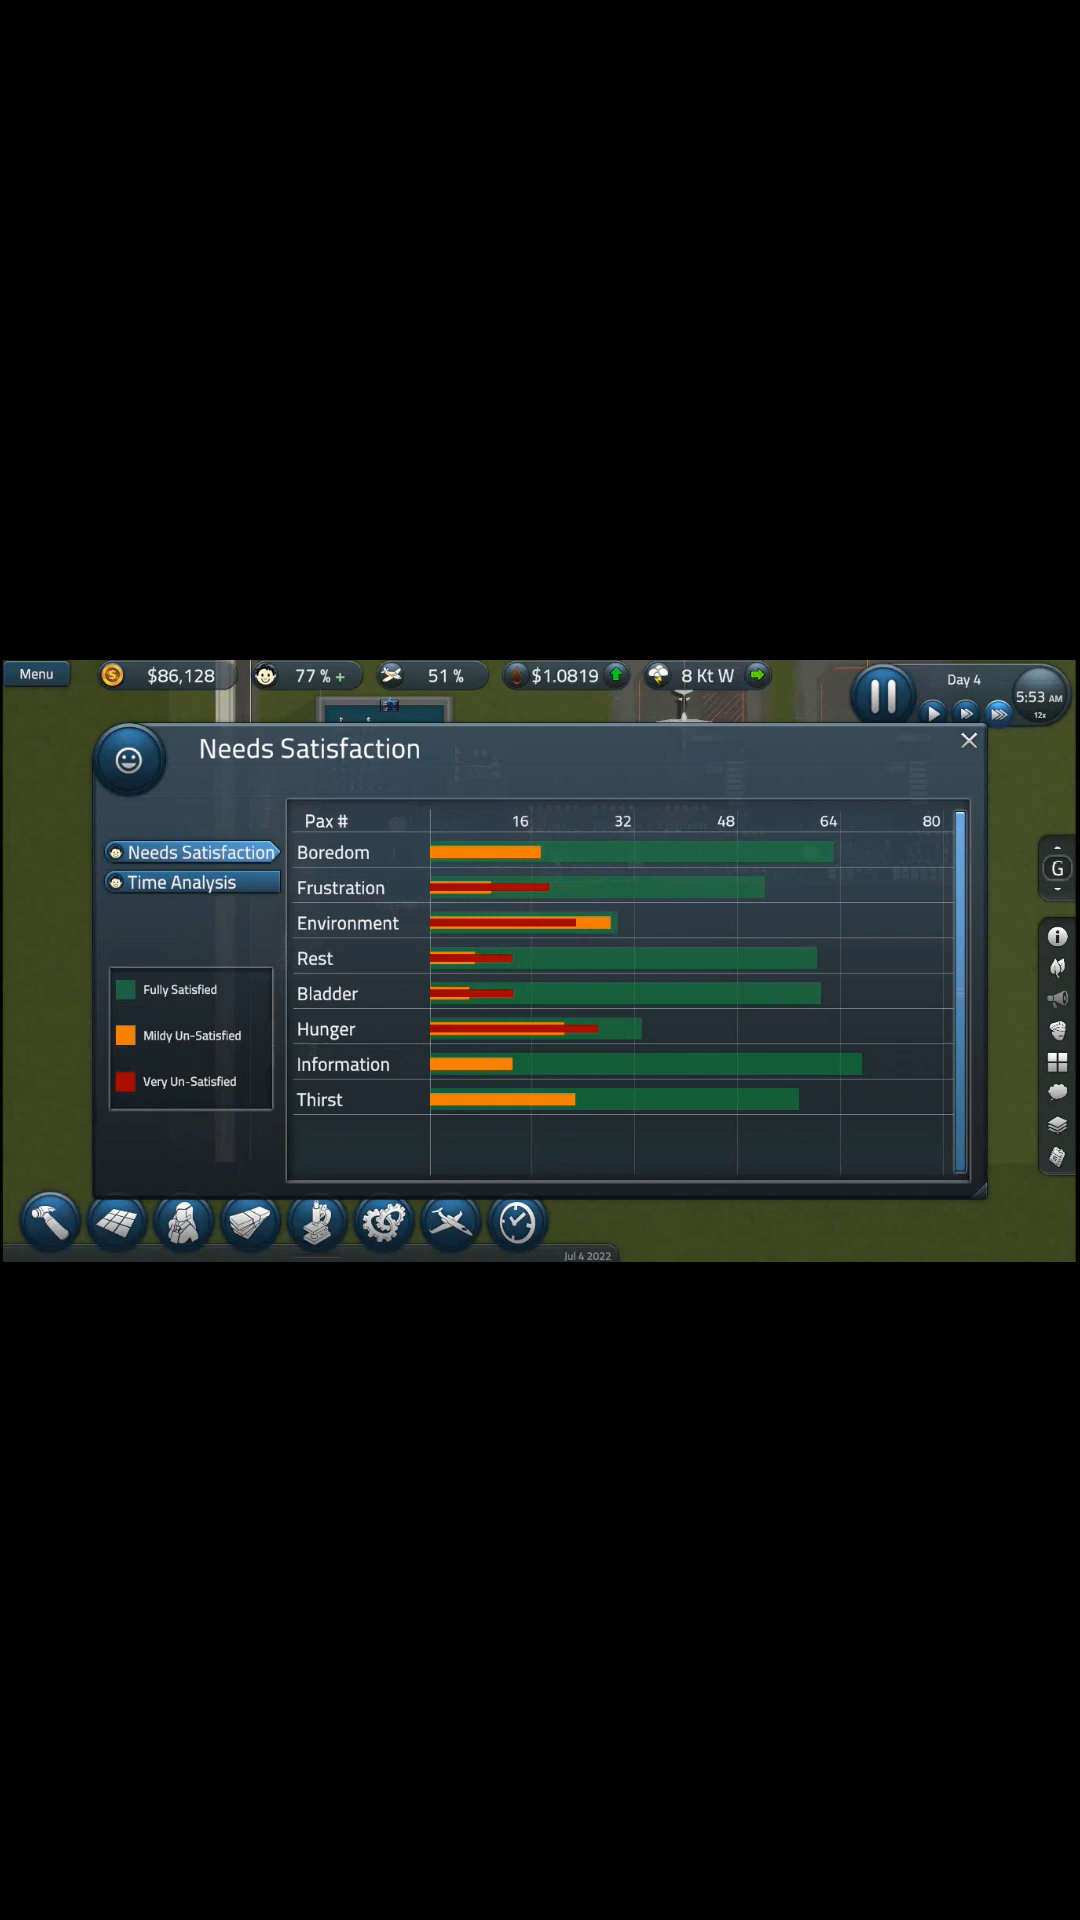 Menu
$86,128
77 % +
51 %
$1.0819
8 Kt W
Day 4
5:53 AM
12x
Needs Satisfaction
Pax #
16
32
48
64
80
Needs Satisfaction
Time Analysis
Boredom
Frustration
Environment
Rest
Bladder
Hunger
Information
Thirst
Fully Satisfied
Mildy Un-Satisfied
Very Un-Satisfied
G
Jul 4 2022